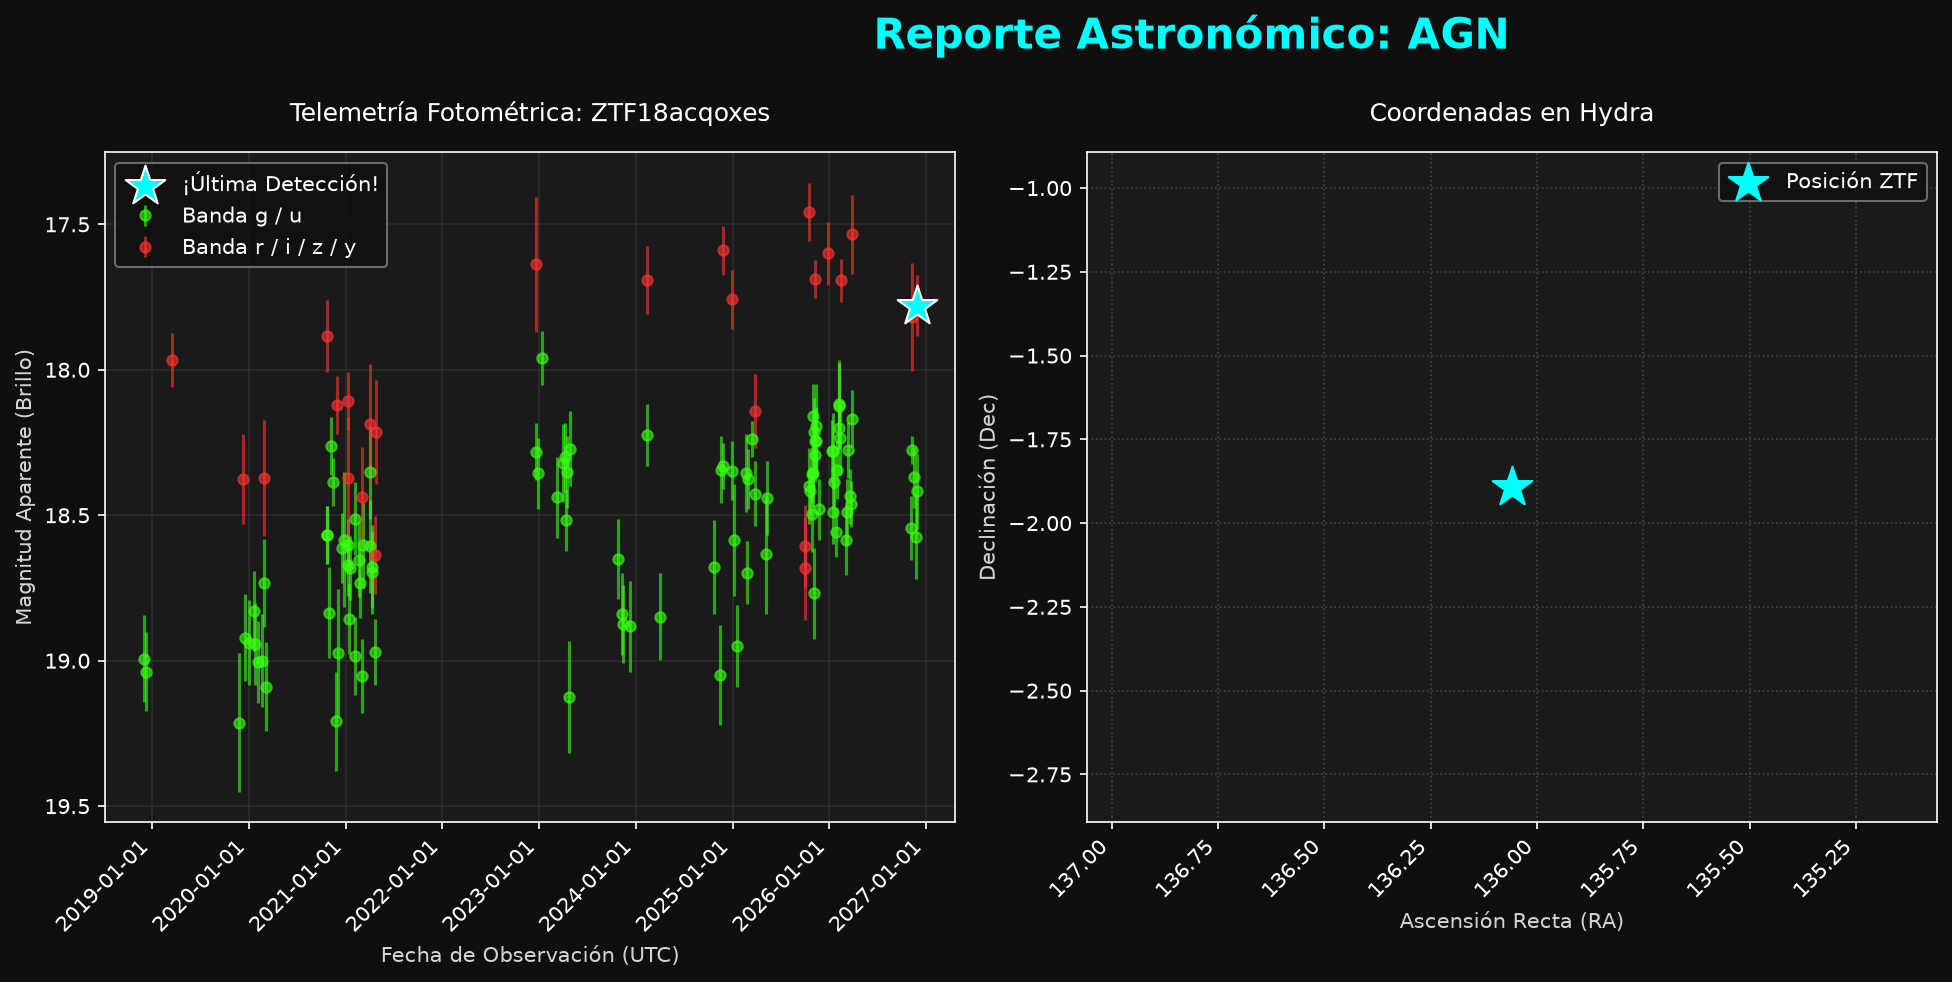 Reporte Astronómico: AGN
Telemetría Fotométrica: ZTF18acqoxes
¡Última Detección!
Banda g / u
Banda r / i / z / y
Magnitud Aparente (Brillo)
17.5
18.0
18.5
19.0
19.5
2019-01-01
2020-01-01
2021-01-01
2022-01-01
2023-01-01
2024-01-01
2025-01-01
2026-01-01
2027-01-01
Fecha de Observación (UTC)
Coordenadas en Hydra
Posición ZTF
Declinación (Dec)
−1.00
−1.25
−1.50
−1.75
−2.00
−2.25
−2.50
−2.75
137.00
136.75
136.50
136.25
136.00
135.75
135.50
135.25
Ascensión Recta (RA)